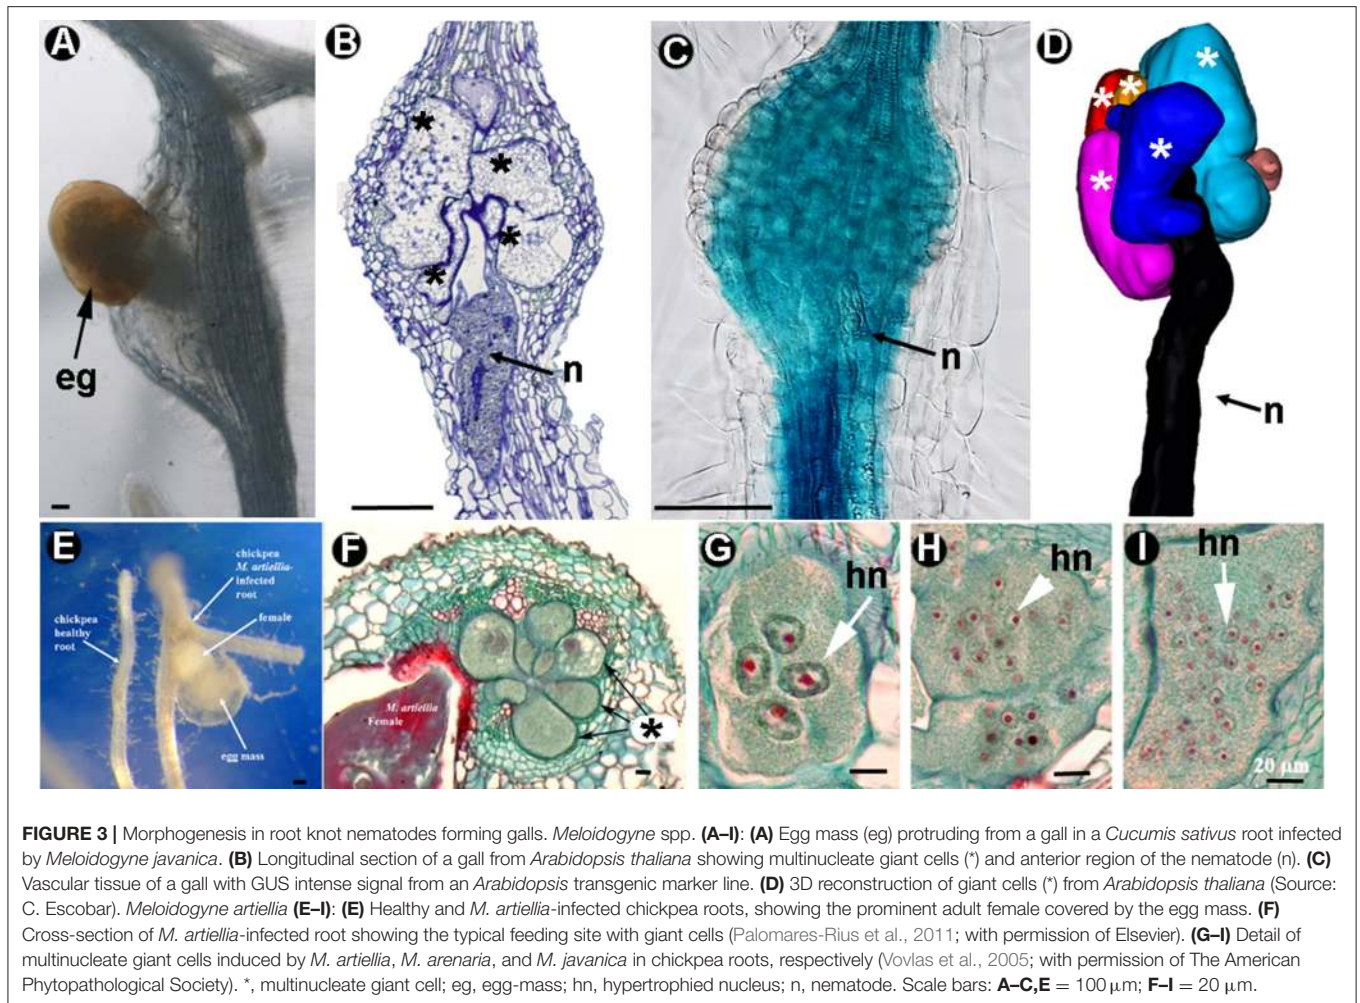 A
B
C
D
*
*
*
*
*
*
*
*
*
eg
n
n
n
E
chickpea
M. artiellia-
infected
root
chickpea
healthy
root
female
egg mass
F
M. artiellia
Female
*
G
hn
H
hn
I
hn
20 µm
FIGURE 3 | Morphogenesis in root knot nematodes forming galls. Meloidogyne spp. (A–I): (A) Egg mass (eg) protruding from a gall in a Cucumis sativus root infected
by Meloidogyne javanica. (B) Longitudinal section of a gall from Arabidopsis thaliana showing multinucleate giant cells (*) and anterior region of the nematode (n). (C)
Vascular tissue of a gall with GUS intense signal from an Arabidopsis transgenic marker line. (D) 3D reconstruction of giant cells (*) from Arabidopsis thaliana (Source:
C. Escobar). Meloidogyne artiellia (E–I): (E) Healthy and M. artiellia-infected chickpea roots, showing the prominent adult female covered by the egg mass. (F)
Cross-section of M. artiellia-infected root showing the typical feeding site with giant cells (Palomares-Rius et al., 2011; with permission of Elsevier). (G–I) Detail of
multinucleate giant cells induced by M. artiellia, M. arenaria, and M. javanica in chickpea roots, respectively (Vovlas et al., 2005; with permission of The American
Phytopathological Society). *, multinucleate giant cell; eg, egg-mass; hn, hypertrophied nucleus; n, nematode. Scale bars: A–C,E = 100 µm; F–I = 20 µm.